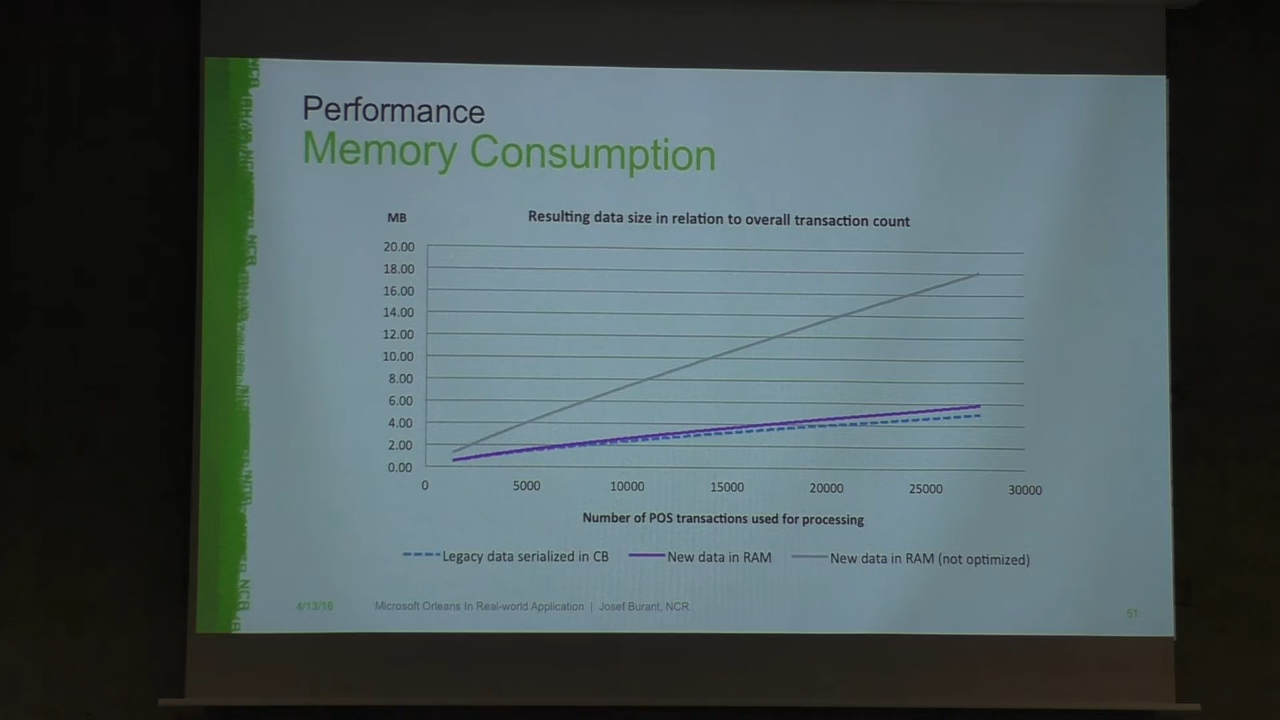 Performance
Memory Consumption
MB
Resulting data size in relation to overall transaction count
20.00
18.00
16.00
14.00
12.00
10.00
8.00
6.00
4.00
2.00
0.00
0 5000 10000 15000 20000 25000 30000
Number of POS transactions used for processing
Legacy data serialized in CB New data in RAM New data in RAM (not optimized)
4/13/16 Microsoft Orleans In Real-world Application | Josef Burant, NCR 51